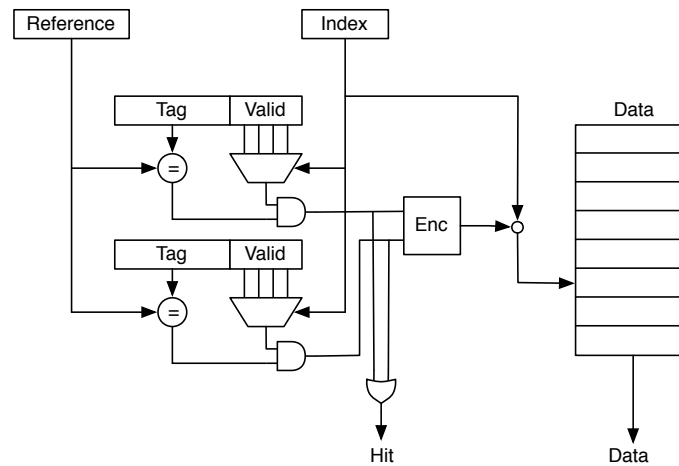 Reference
Index
Tag
Valid
Data
=
Enc
Tag
Valid
=
Hit
Data